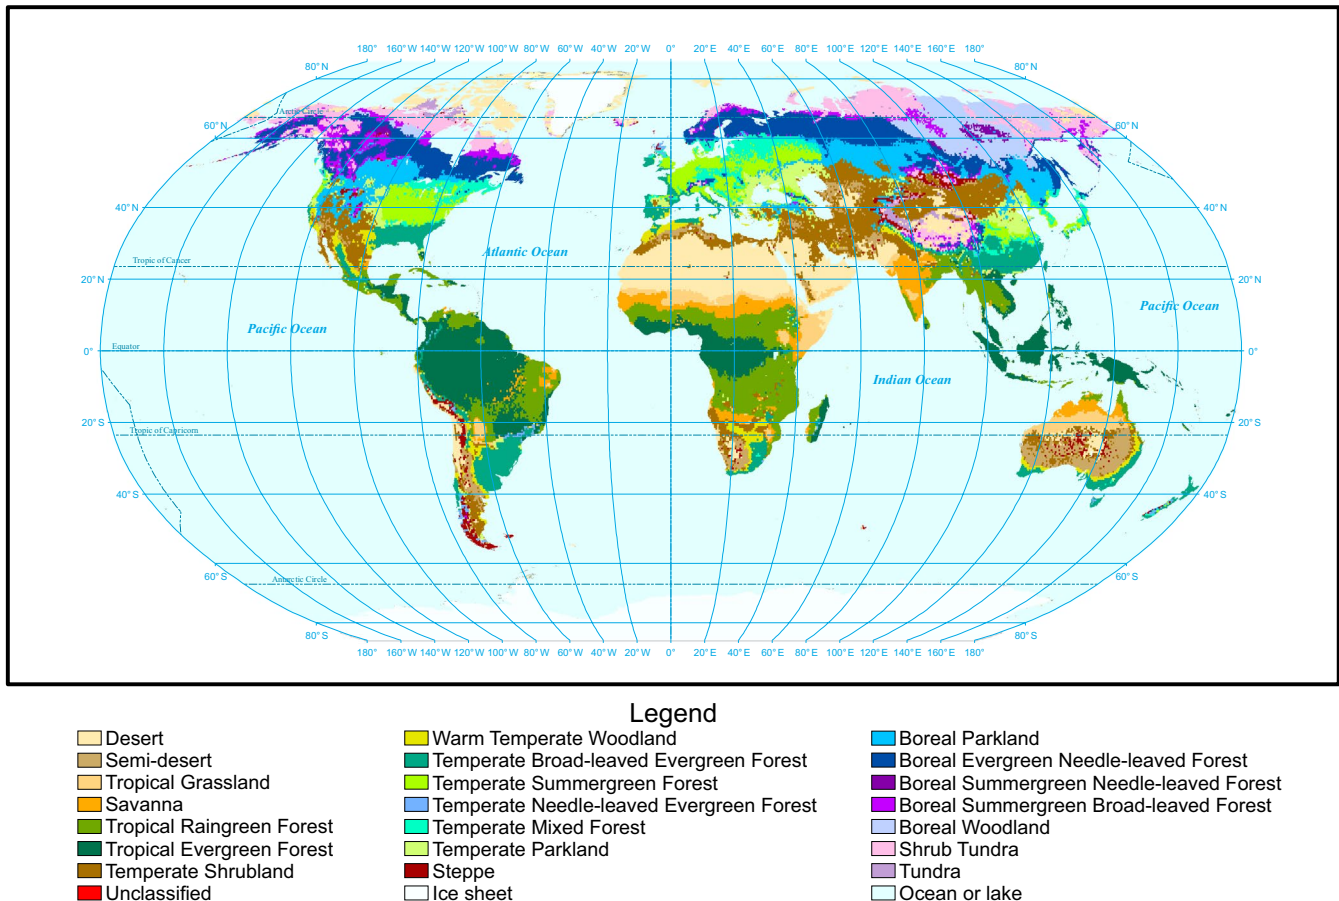 180° 160° W 140° W 120° W 100° W 80° W 60° W 40° W 20° W 0° 20° E 40° E 60° E 80° E 100° E 120° E 140° E 160° E 180°
80° N 80° N
Arctic Circle
60° N 60° N
40° N 40° N
Atlantic Ocean
Tropic of Cancer
20° N 20° N
Pacific Ocean Pacific Ocean
Equator
0° 0°
Indian Ocean
20° S 20° S
Tropic of Capricorn
40° S 40° S
60° S Antarctic Circle 60° S
80° S 80° S
180° 160° W 140° W 120° W 100° W 80° W 60° W 40° W 20° W 0° 20° E 40° E 60° E 80° E 100° E 120° E 140° E 160° E 180°
Legend
Desert
Semi-desert
Tropical Grassland
Savanna
Tropical Raingreen Forest
Tropical Evergreen Forest
Temperate Shrubland
Unclassified
Warm Temperate Woodland
Temperate Broad-leaved Evergreen Forest
Temperate Summergreen Forest
Temperate Needle-leaved Evergreen Forest
Temperate Mixed Forest
Temperate Parkland
Steppe
Ice sheet
Boreal Parkland
Boreal Evergreen Needle-leaved Forest
Boreal Summergreen Needle-leaved Forest
Boreal Summergreen Broad-leaved Forest
Boreal Woodland
Shrub Tundra
Tundra
Ocean or lake